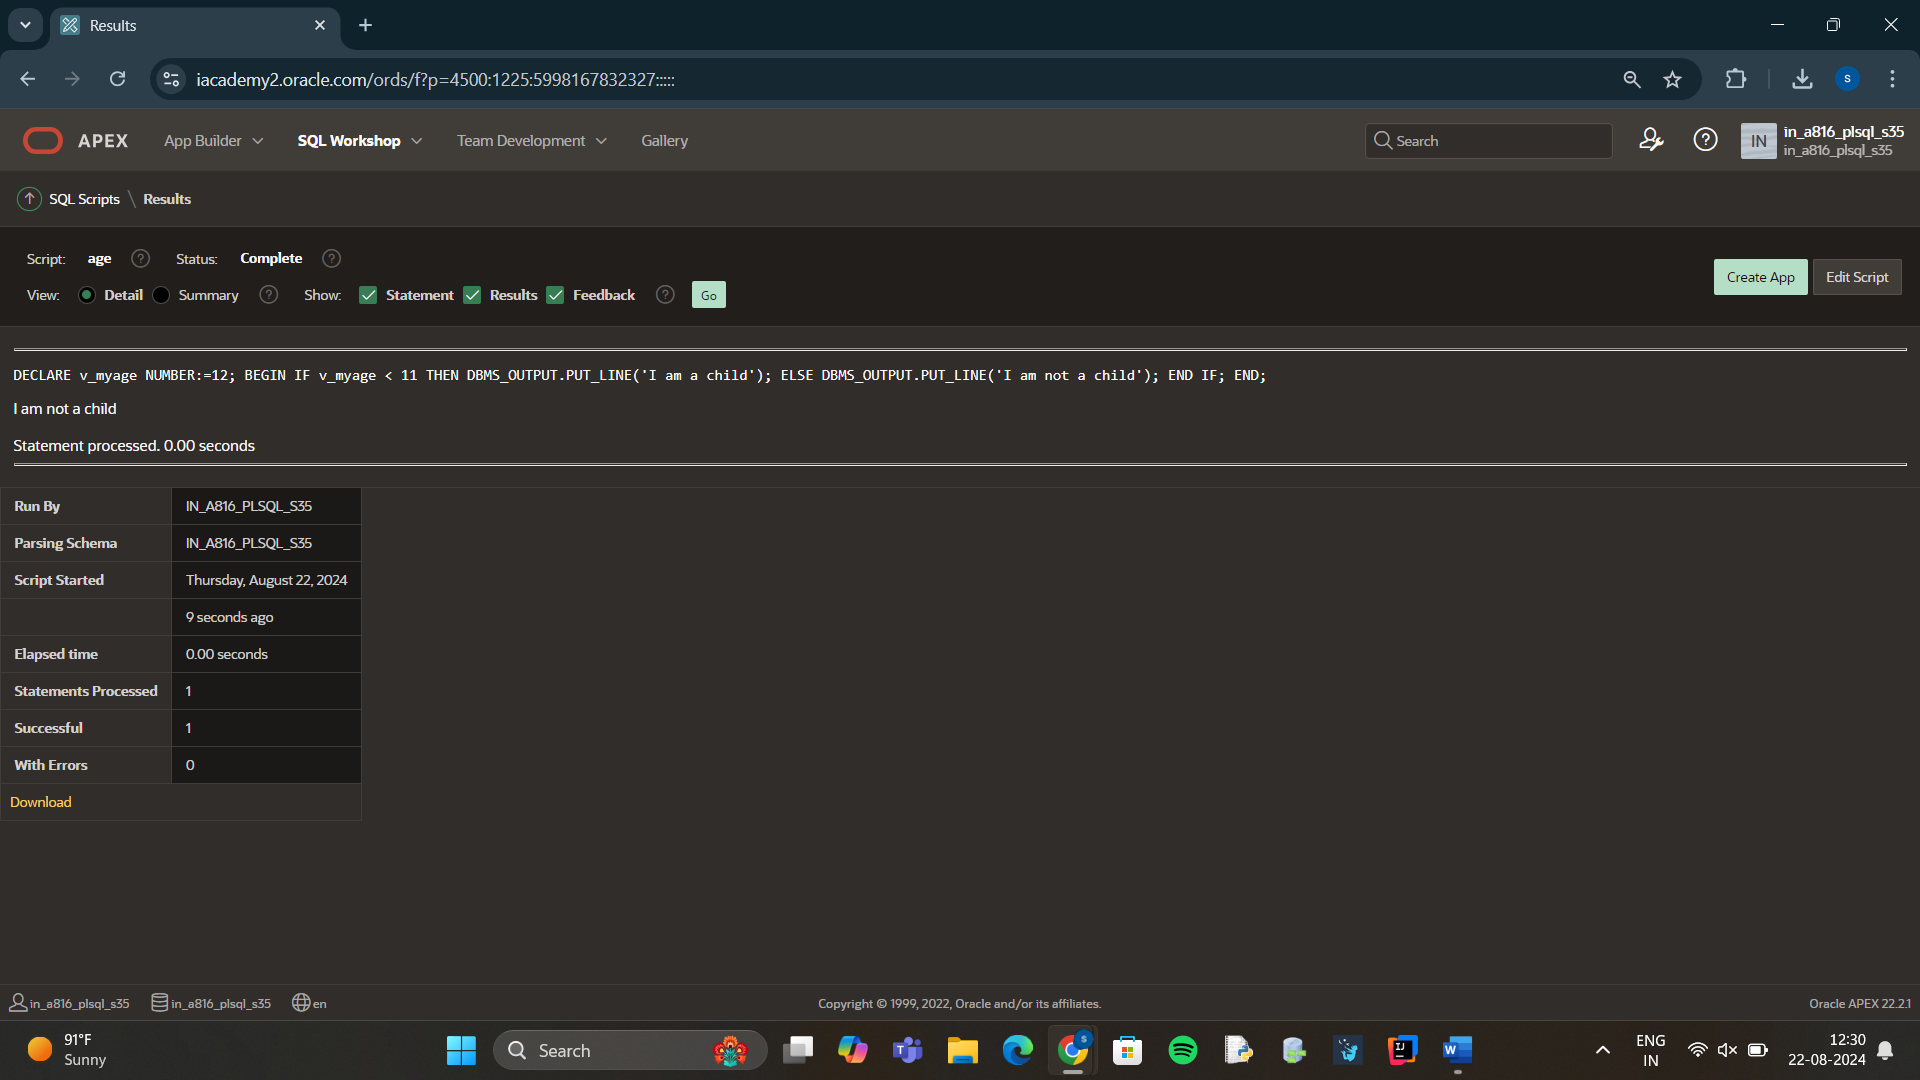 Results
iacademy2.oracle.com/ords/f?p=4500:1225:5998167832327:::::
S
APEX App Builder SQL Workshop Team Development Gallery Search IN in_a816_plsql_s35
in_a816_plsql_s35
SQL Scripts \ Results
Script: age Status: Complete
View: Detail Summary Show: Statement Results Feedback Go Create App Edit Script
DECLARE v_myage NUMBER:=12; BEGIN IF v_myage < 11 THEN DBMS_OUTPUT.PUT_LINE('I am a child'); ELSE DBMS_OUTPUT.PUT_LINE('I am not a child'); END IF; END;
I am not a child
Statement processed. 0.00 seconds
Run By IN_A816_PLSQL_S35
Parsing Schema IN_A816_PLSQL_S35
Script Started Thursday, August 22, 2024
9 seconds ago
Elapsed time 0.00 seconds
Statements Processed 1
Successful 1
With Errors 0
Download
in_a816_plsql_s35 in_a816_plsql_s35 en Copyright © 1999, 2022, Oracle and/or its affiliates. Oracle APEX 22.2.1
91°F
Sunny
Search
ENG
IN
12:30
22-08-2024